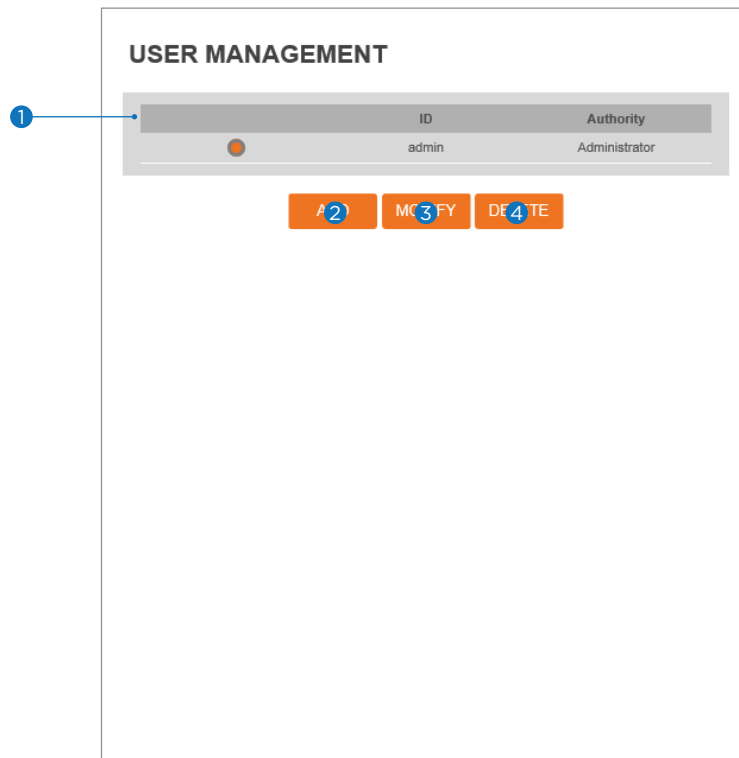 USER MANAGEMENT
1
ID Authority
admin Administrator
2 3 4